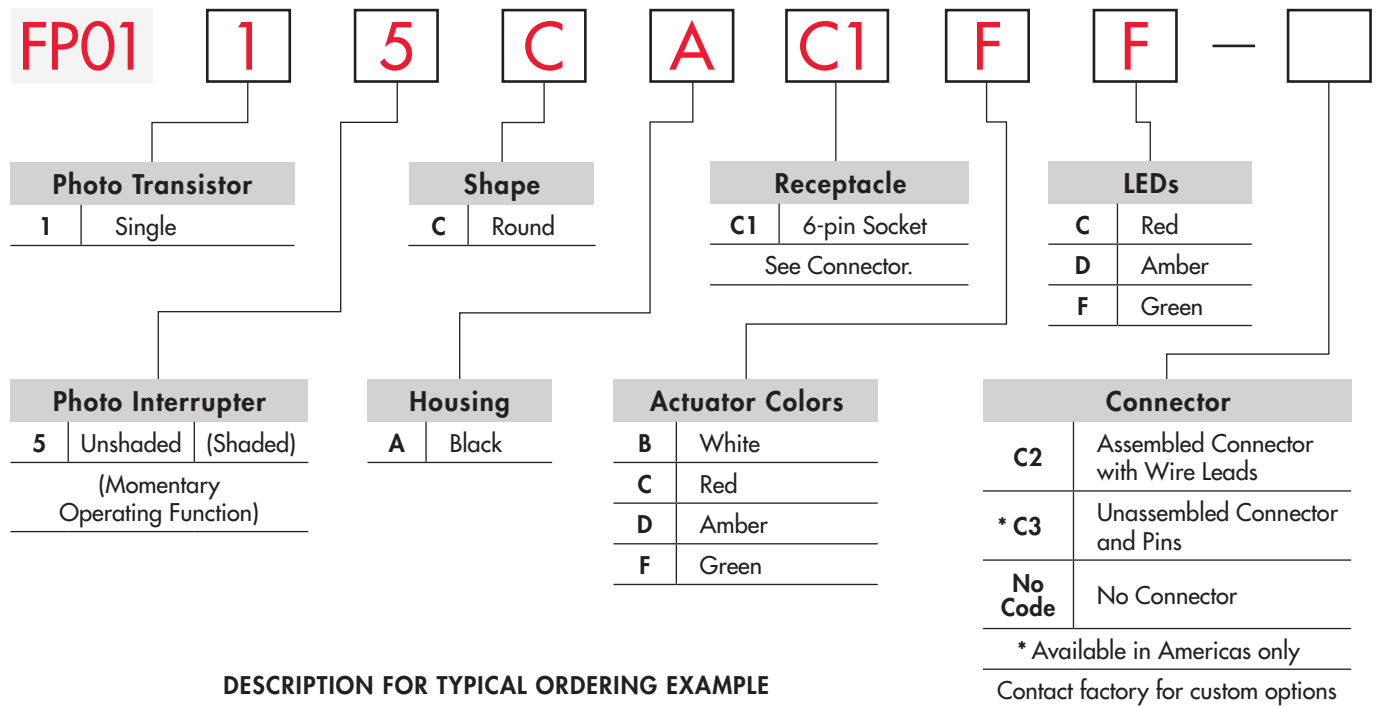 FP01 1 5 C A C1 F F —
Photo Transistor
1 Single
Shape
C Round
Receptacle
C1 6-pin Socket
See Connector.
LEDs
C Red
D Amber
F Green
Photo Interrupter
5 Unshaded (Shaded)
(Momentary
Operating Function)
Housing
A Black
Actuator Colors
B White
C Red
D Amber
F Green
Connector
C2 Assembled Connector
with Wire Leads
* C3 Unassembled Connector
and Pins
No
Code No Connector
* Available in Americas only
Contact factory for custom options
DESCRIPTION FOR TYPICAL ORDERING EXAMPLE